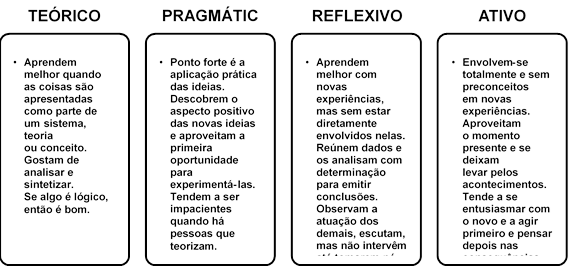 TEÓRICO
PRAGMÁTIC
REFLEXIVO
ATIVO
• Aprendem
melhor quando
as coisas são
apresentadas
como parte de
um sistema,
teoria
ou conceito.
Gostam de
analisar e
sintetizar.
Se algo é lógico,
então é bom.
• Ponto forte é a
aplicação prática
das ideias.
Descobrem o
aspecto positivo
das novas ideias
e aproveitam a
primeira
oportunidade
para
experimentá-las.
Tendem a ser
impacientes
quando há
pessoas que
teorizam.
• Aprendem
melhor com
novas
experiências,
mas sem estar
diretamente
envolvidos nelas.
Reúnem dados e
os analisam com
determinação
para emitir
conclusões.
Observam a
atuação dos
demais, escutam,
mas não intervêm
• Envolvem-se
totalmente e sem
preconceitos
em novas
experiências.
Aproveitam
o momento
presente e se
deixam
levar pelos
acontecimentos.
Tende a se
entusiasmar com
o novo e a agir
primeiro e pensar
depois nas